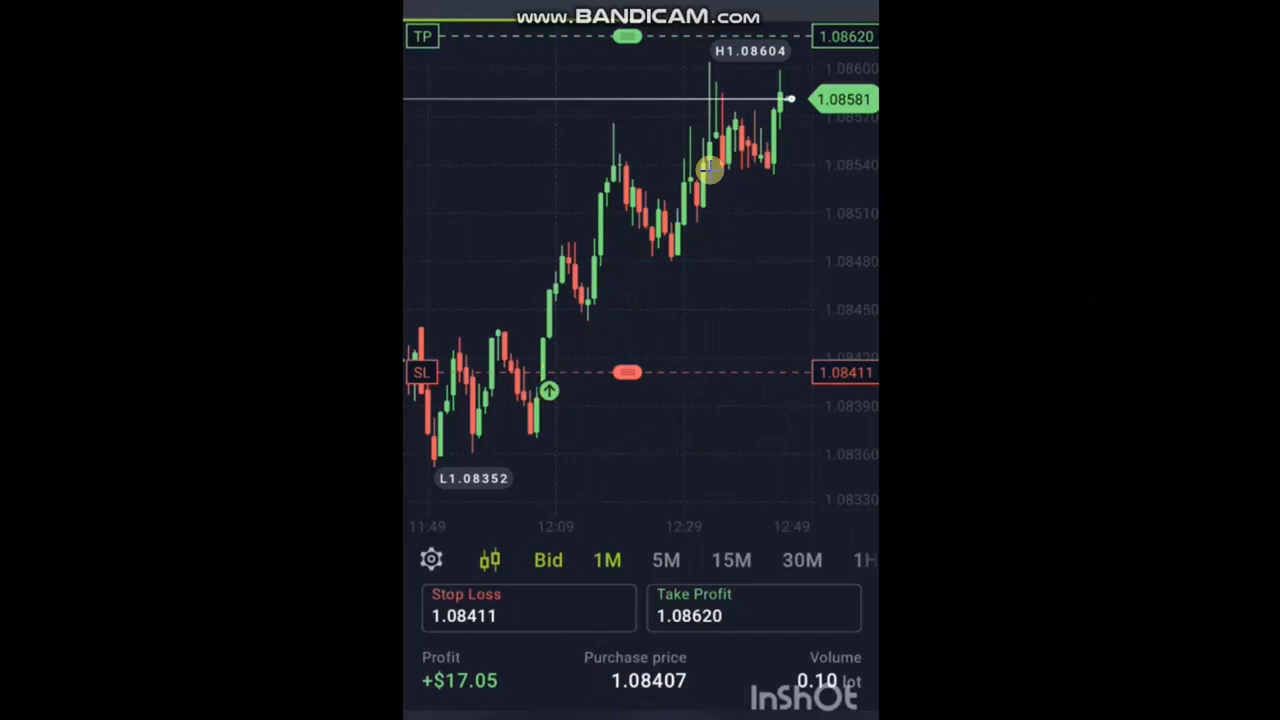 www.BANDICAM.com
TP
1.08620
H1.08604
1.08600
1.08581
1.08570
1.08540
1.08510
1.08480
1.08450
1.08420
SL
1.08411
1.08390
1.08360
L1.08352
1.08330
11:49 12:09 12:29 12:49
Bid 1M 5M 15M 30M 1H
Stop Loss Take Profit
1.08411 1.08620
Profit Purchase price Volume
+$17.05 1.08407 0.10 lot
InShOt